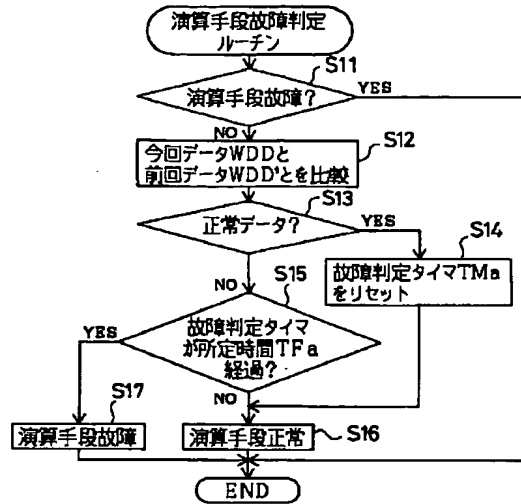 演算手段故障判定
ルーチン
S11
演算手段故障?
YES
NO
S12
今回データWDDと
前回データWDD'とを比較
S13
正常データ?
YES
S14
故障判定タイマTMa
をリセット
NO
S15
故障判定タイマ
が所定時間TFa
経過?
YES
NO
S17
演算手段故障
演算手段正常
S16
END